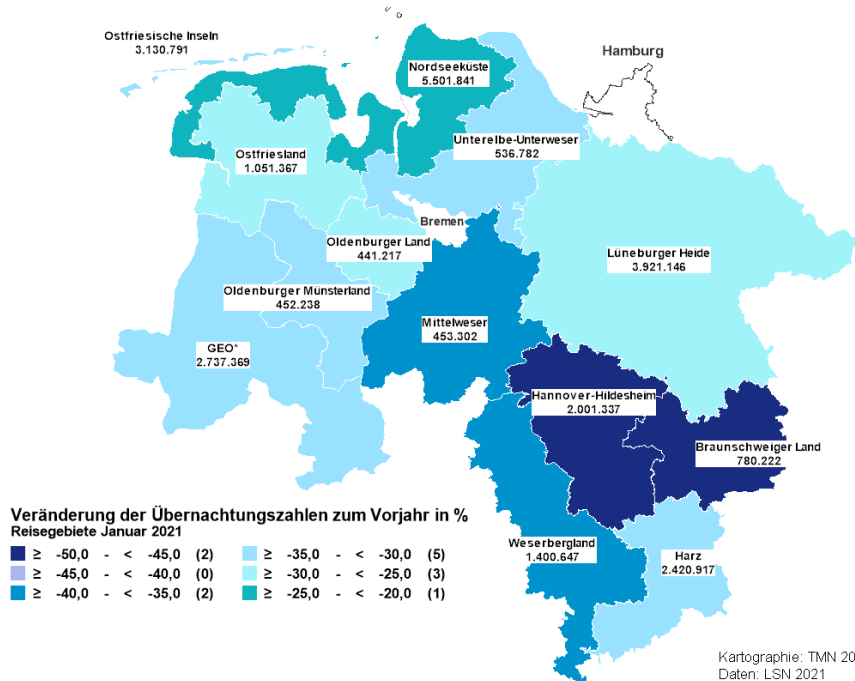 Ostfriesische Inseln
3.130.791
Nordseeküste
5.501.841
Hamburg
Unterelbe-Unterweser
536.782
Ostfriesland
1.051.367
Bremen
Oldenburger Land
441.217
Lüneburger Heide
3.921.146
Oldenburger Münsterland
452.238
Mittelweser
453.302
GEO*
2.737.369
Hannover-Hildesheim
2.001.337
Braunschweiger Land
780.222
Veränderung der Übernachtungszahlen zum Vorjahr in %
Reisegebiete Januar 2021
≥ -50,0 - < -45,0 (2)
≥ -45,0 - < -40,0 (0)
≥ -40,0 - < -35,0 (2)
≥ -35,0 - < -30,0 (5)
≥ -30,0 - < -25,0 (3)
≥ -25,0 - < -20,0 (1)
Weserbergland
1.400.647
Harz
2.420.917
Kartographie: TMN 20
Daten: LSN 2021